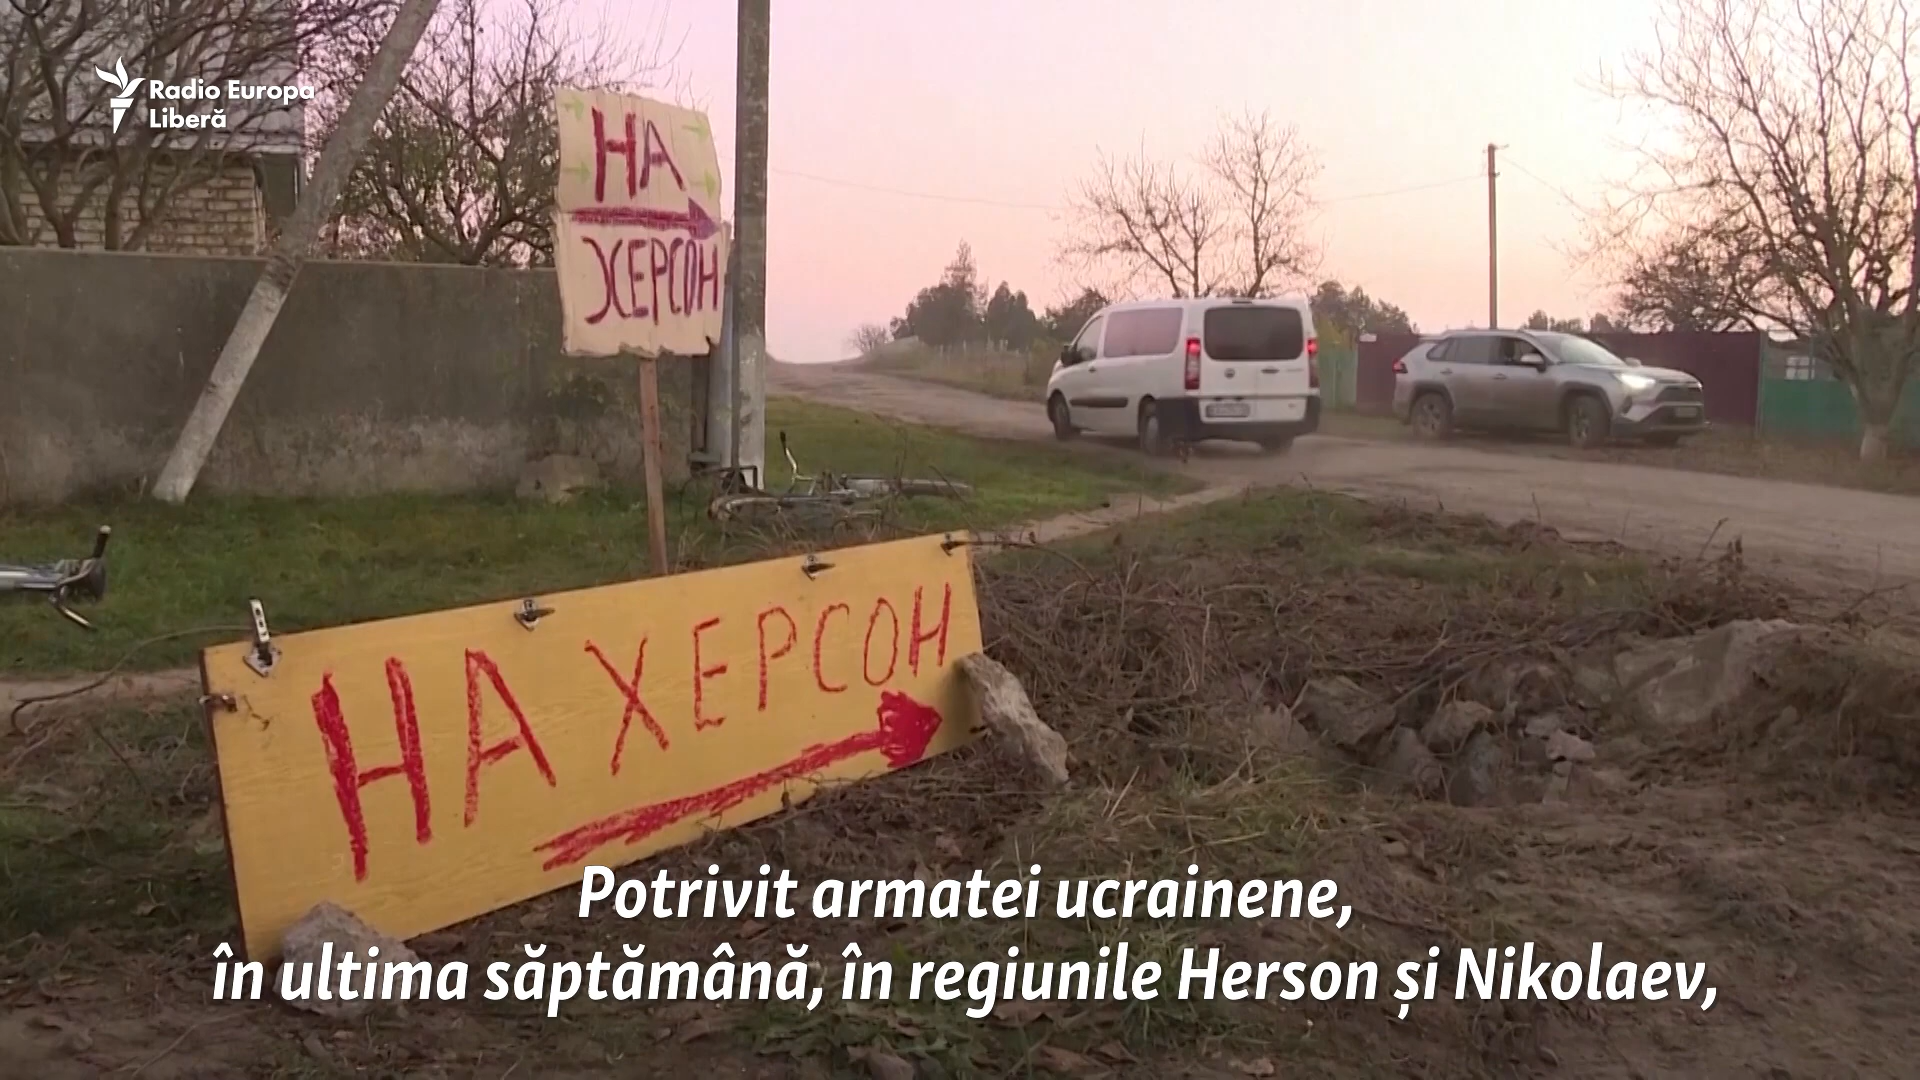 Radio Europa
Liberă
НА
ХЕРСОН
НА ХЕРСОН
Potrivit armatei ucrainene,
în ultima săptămână, în regiunile Herson și Nikolaev,